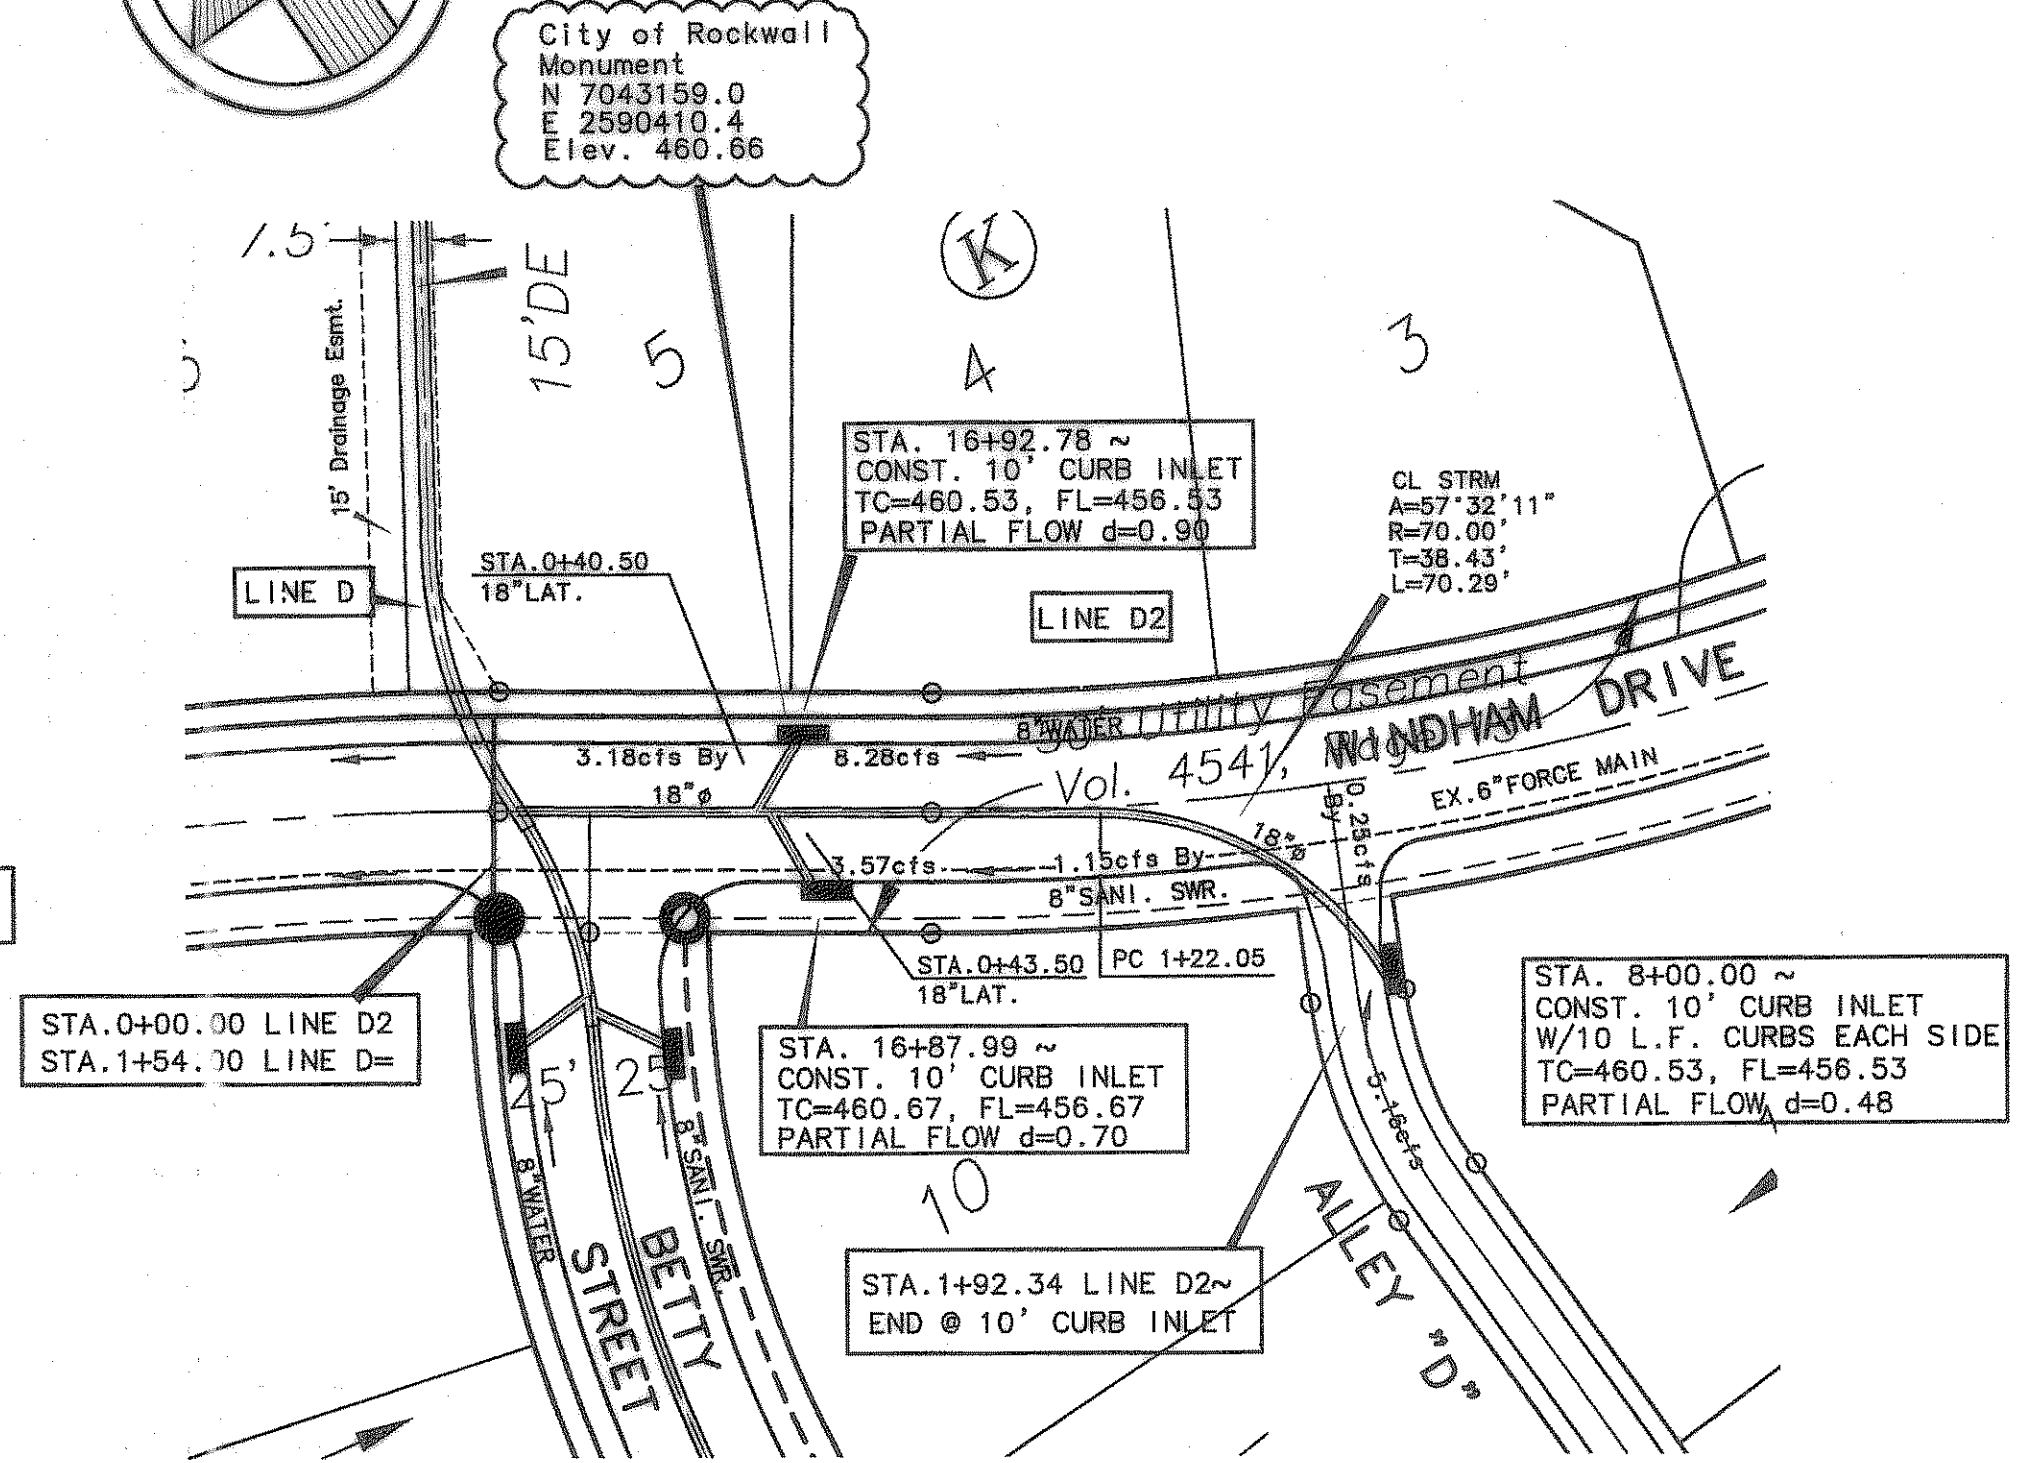 City of Rockwall
Monument
N 7043159.0
E 2590410.4
Elev. 460.66
15' Drainage Esmt.
15'DE
5
K
4
3
STA. 16+92.78 ~
CONST. 10' CURB INLET
TC=460.53, FL=456.53
PARTIAL FLOW d=0.90
CL STRM
A=57°32'11"
R=70.00'
T=38.43'
L=70.29'
STA.0+40.50
18"LAT.
LINE D
LINE D2
8"WATER
Utility Easement
WINDHAM DRIVE
Vol. 4541,
3.18cfs By
8.28cfs
18"ø
EX.6"FORCE MAIN
0.25cfs
By
18"ø
3.57cfs
1.15cfs By
8"SANI. SWR.
STA.0+43.50
18"LAT.
PC 1+22.05
STA.0+00.00 LINE D2
STA.1+54.00 LINE D=
STA. 16+87.99 ~
CONST. 10' CURB INLET
TC=460.67, FL=456.67
PARTIAL FLOW d=0.70
STA. 8+00.00 ~
CONST. 10' CURB INLET
W/10 L.F. CURBS EACH SIDE
TC=460.53, FL=456.53
PARTIAL FLOW d=0.48
25' 25
5.16cfs
8"WATER
8"SANI. SWR.
10
BETTY
STREET
STA.1+92.34 LINE D2~
END @ 10' CURB INLET
ALLEY "D"